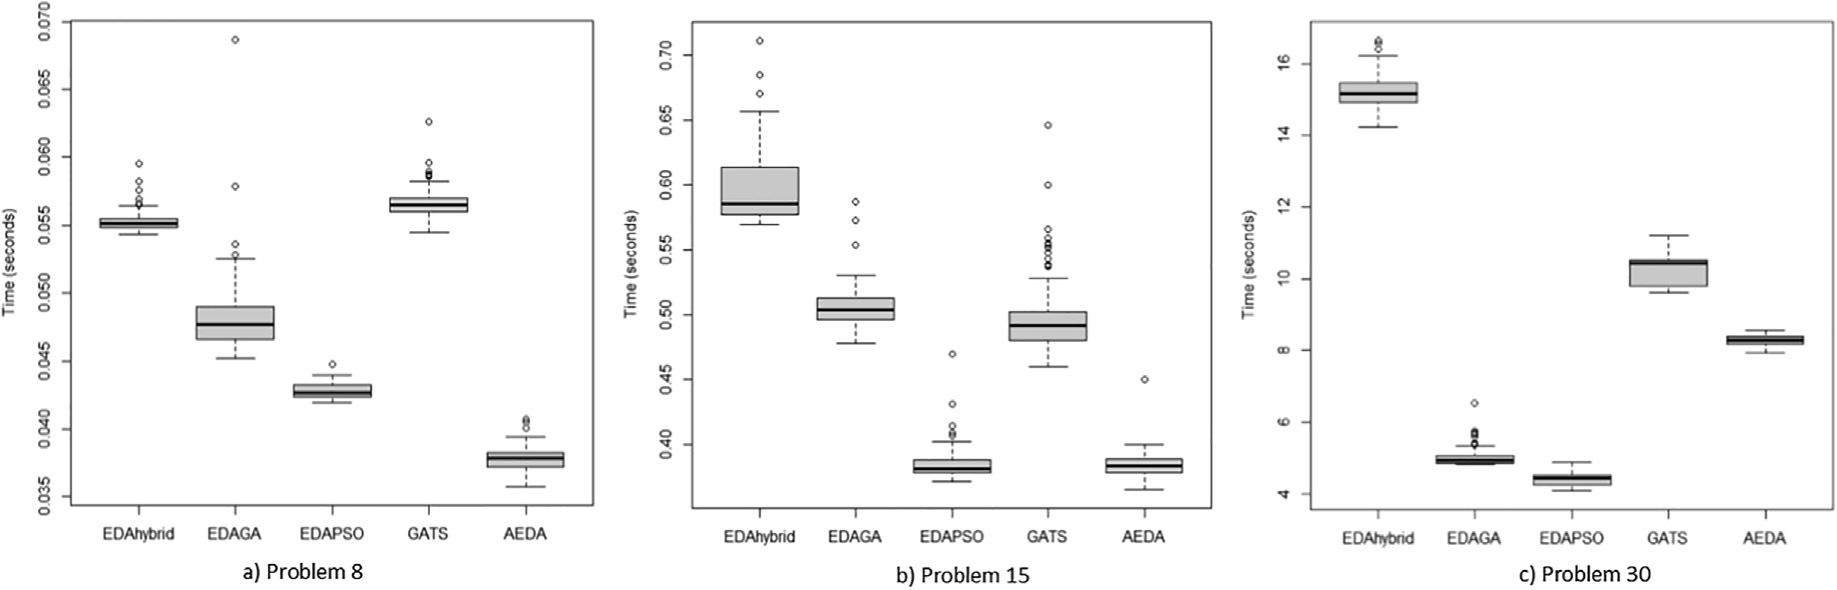 0.070
0.065
0.060
0.055
0.050
0.045
0.040
0.035
Time (seconds)
EDAhybrid EDAGA EDAPSO GATS AEDA
a) Problem 8
0.70
0.65
0.60
0.55
0.50
0.45
0.40
Time (seconds)
EDAhybrid EDAGA EDAPSO GATS AEDA
b) Problem 15
16
14
12
10
8
6
4
Time (seconds)
EDAhybrid EDAGA EDAPSO GATS AEDA
c) Problem 30